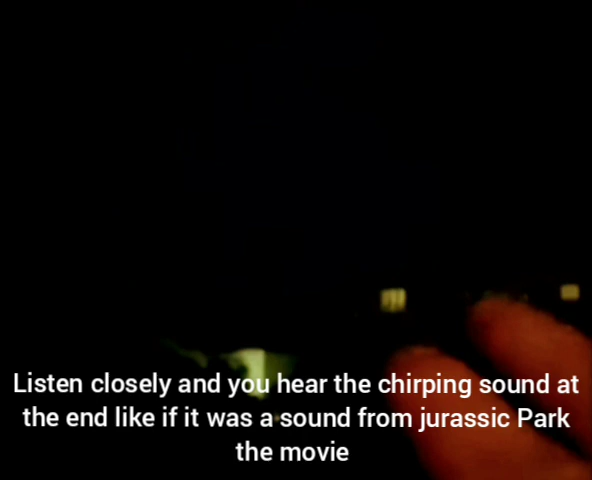 Listen closely and you hear the chirping sound at
the end like if it was a sound from jurassic Park
the movie